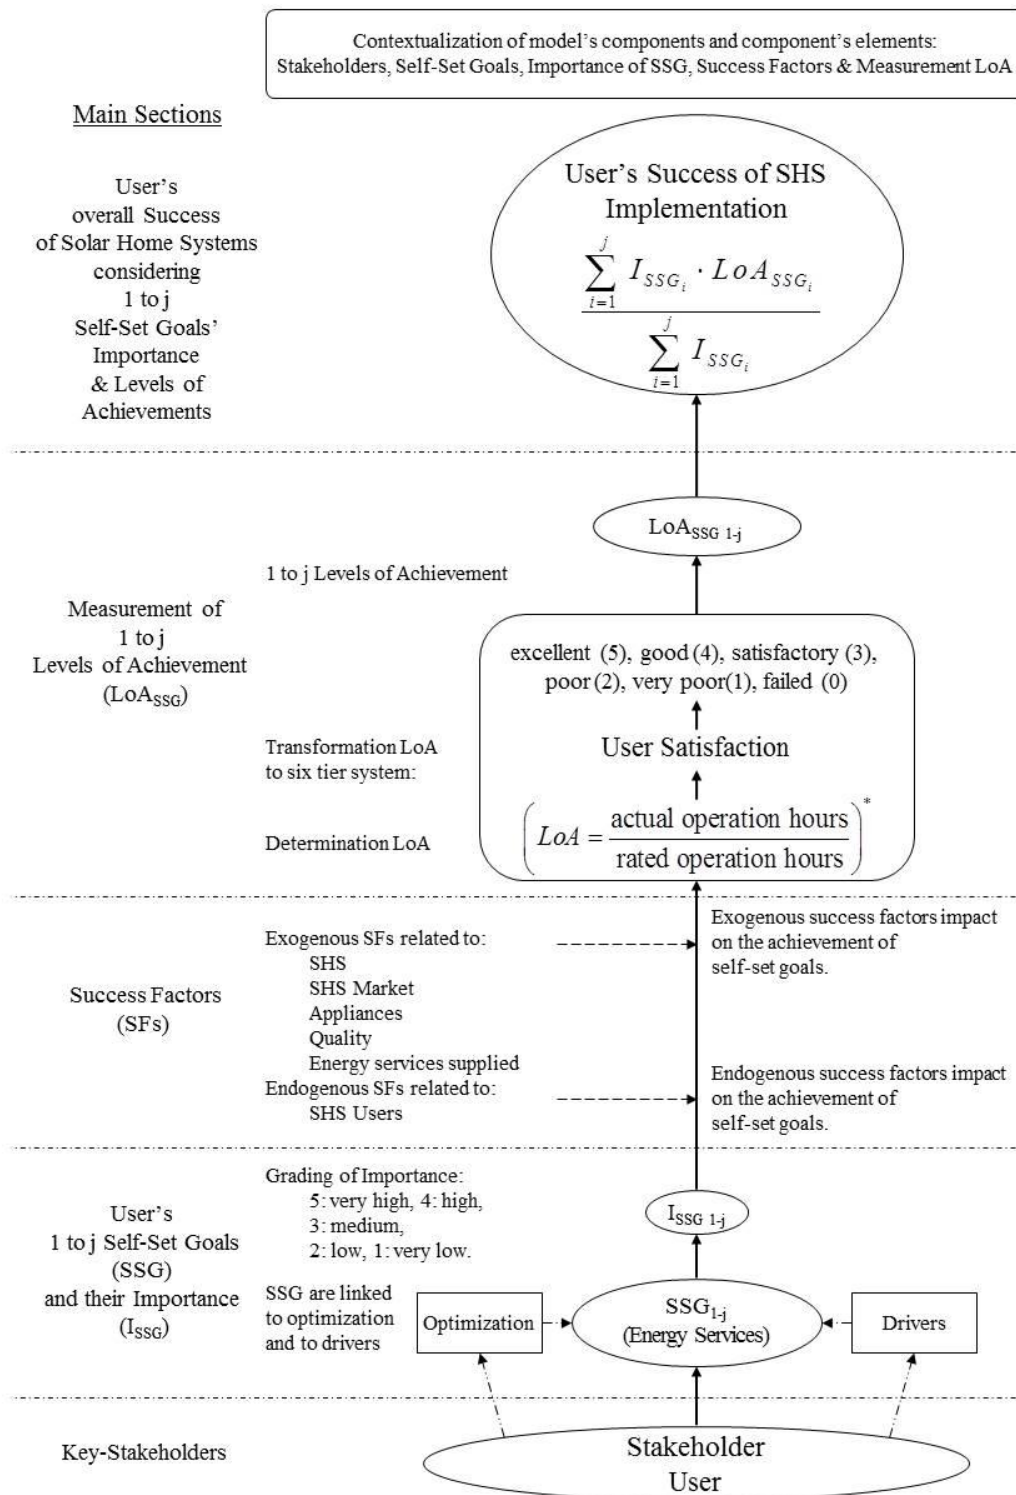 Contextualization of model's components and component's elements:
Stakeholders, Self-Set Goals, Importance of SSG, Success Factors & Measurement LoA
Main Sections
User's
overall Success
of Solar Home Systems
considering
1 to j
Self-Set Goals'
Importance
& Levels of
Achievements
User's Success of SHS
Implementation
j
∑ I_SSG_i · LoA_SSG_i
i=1
j
∑ I_SSG_i
i=1
Measurement of
1 to j
Levels of Achievement
(LoA_SSG)
LoA_SSG 1-j
1 to j Levels of Achievement
excellent (5), good (4), satisfactory (3),
poor (2), very poor(1), failed (0)
Transformation LoA
to six tier system:
User Satisfaction
Determination LoA
(LoA = actual operation hours / rated operation hours)*
Success Factors
(SFs)
Exogenous SFs related to:
SHS
SHS Market
Appliances
Quality
Energy services supplied
Endogenous SFs related to:
SHS Users
Exogenous success factors impact
on the achievement of
self-set goals.
Endogenous success factors impact
on the achievement of
self-set goals.
User's
1 to j Self-Set Goals
(SSG)
and their Importance
(I_SSG)
Grading of Importance:
5: very high, 4: high,
3: medium,
2: low, 1: very low.
I_SSG 1-j
SSG are linked
to optimization
and to drivers
Optimization
SSG_1-j
(Energy Services)
Drivers
Key-Stakeholders
Stakeholder
User